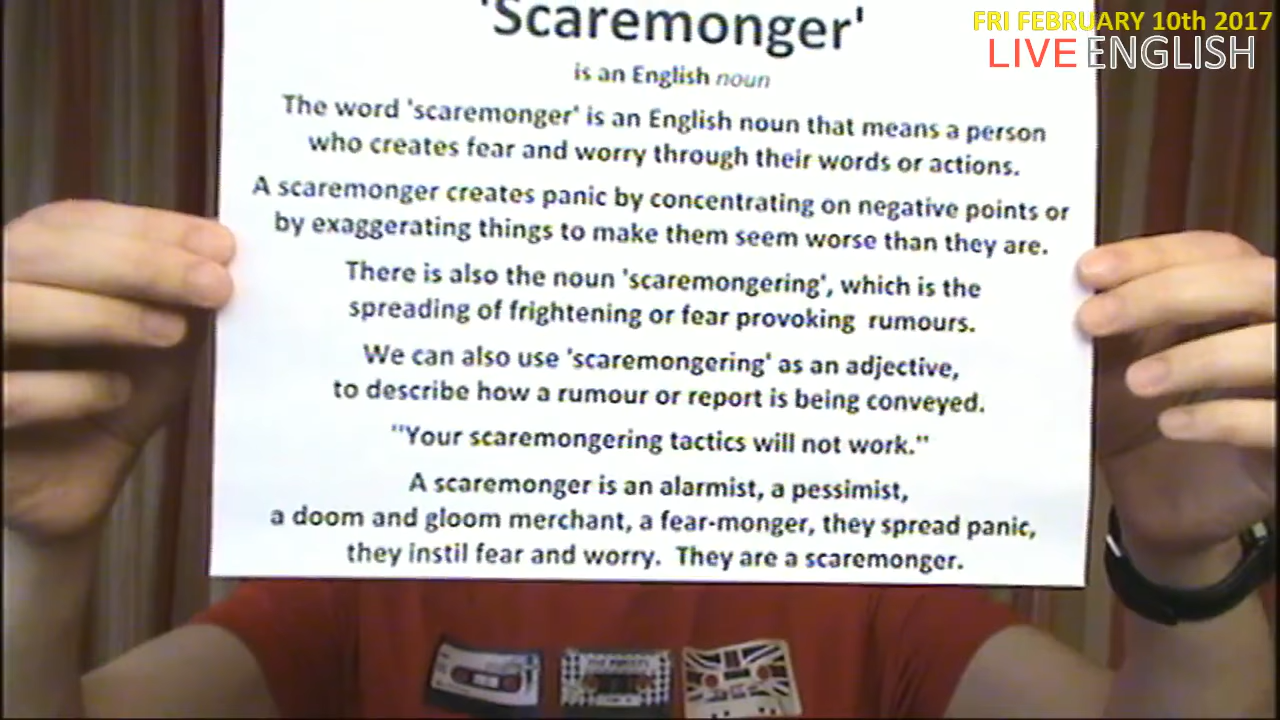 'Scaremonger'
FRI FEBRUARY 10th 2017
LIVE ENGLISH
is an English noun
The word 'scaremonger' is an English noun that means a person
who creates fear and worry through their words or actions.
A scaremonger creates panic by concentrating on negative points or
by exaggerating things to make them seem worse than they are.
There is also the noun 'scaremongering', which is the
spreading of frightening or fear provoking rumours.
We can also use 'scaremongering' as an adjective,
to describe how a rumour or report is being conveyed.
"Your scaremongering tactics will not work."
A scaremonger is an alarmist, a pessimist,
a doom and gloom merchant, a fear-monger, they spread panic,
they instil fear and worry. They are a scaremonger.